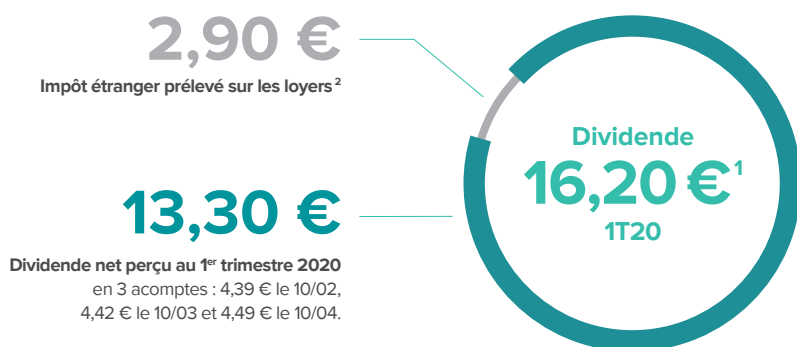 2,90 €
Impôt étranger prélevé sur les loyers ²
13,30 €
Dividende net perçu au 1er trimestre 2020
en 3 acomptes : 4,39 € le 10/02,
4,42 € le 10/03 et 4,49 € le 10/04.
Dividende
16,20 €¹
1T20